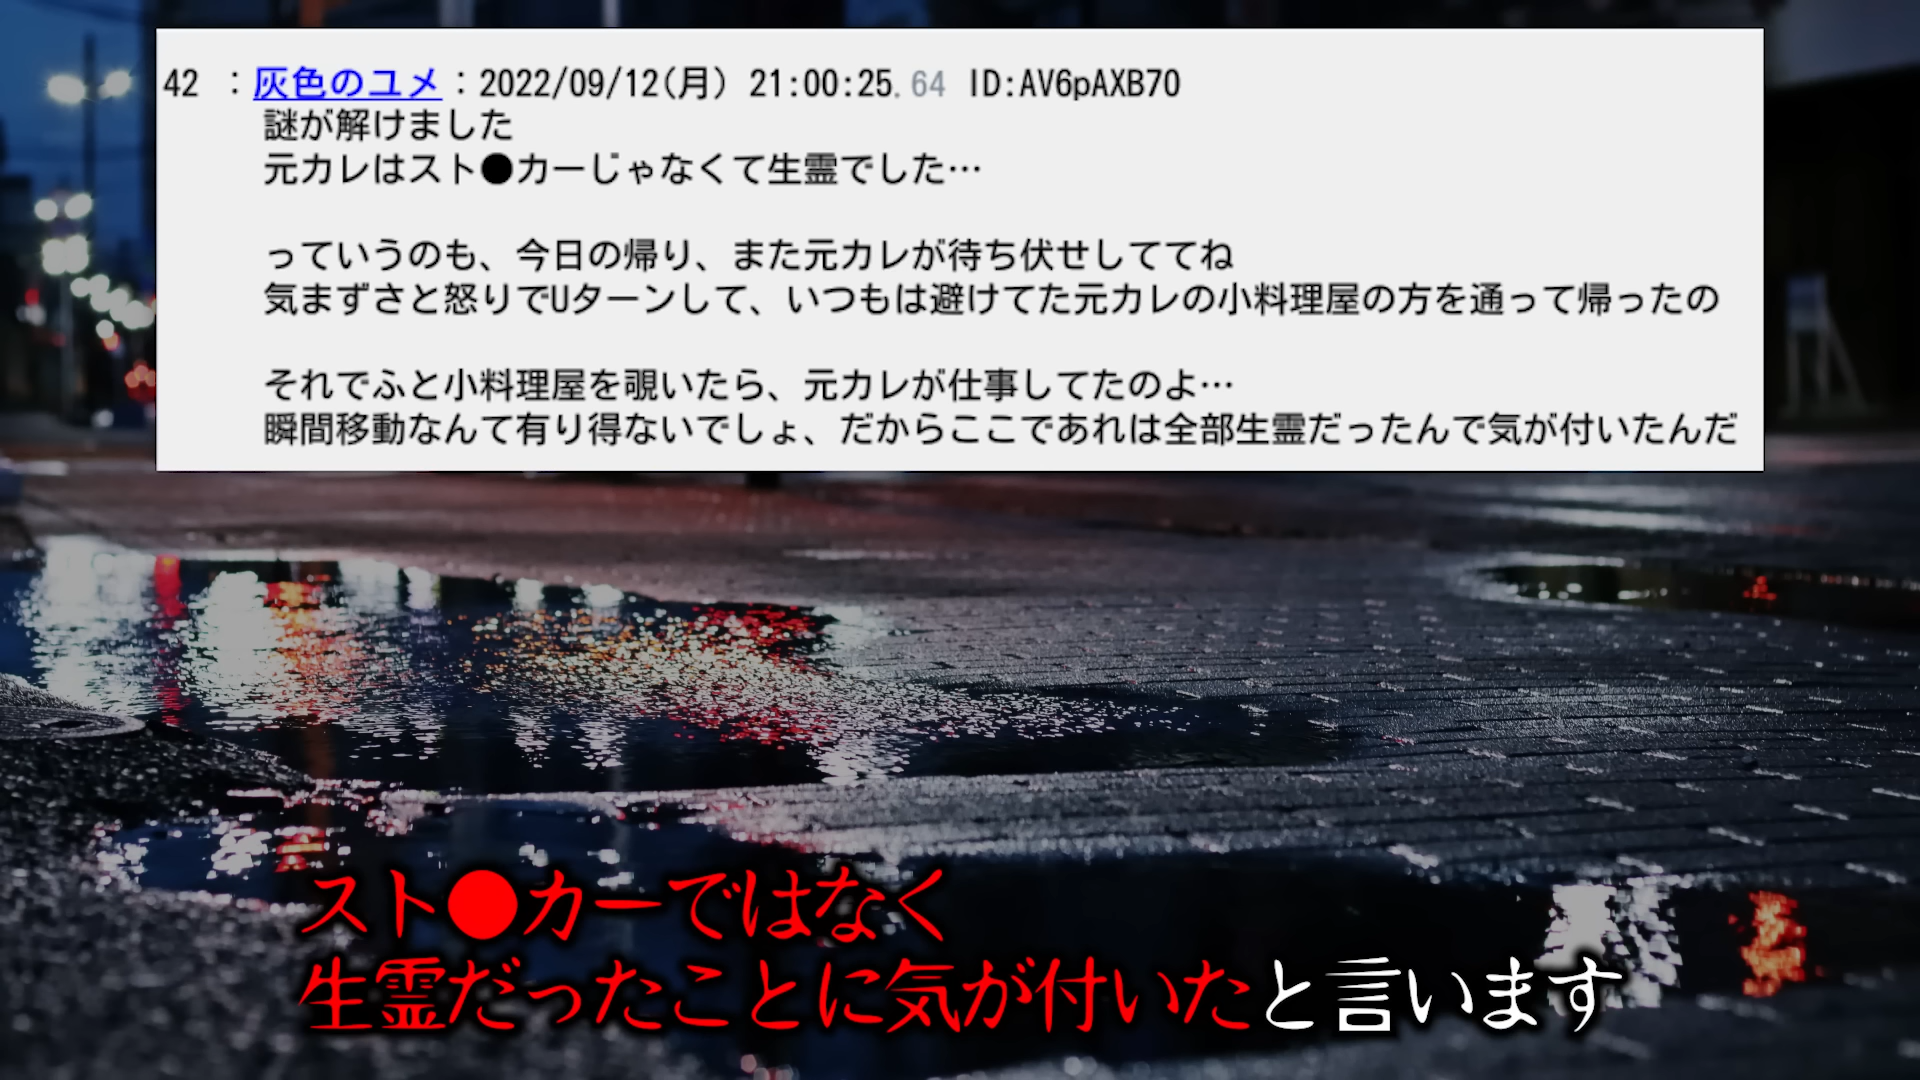 42 ：灰色のユメ：2022/09/12(月) 21:00:25.64 ID:AV6pAXB70
謎が解けました
元カレはスト●カーじゃなくて生霊でした…
っていうのも、今日の帰り、また元カレが待ち伏せしててね
気まずさと怒りでUターンして、いつもは避けてた元カレの小料理屋の方を通って帰ったの
それでふと小料理屋を覗いたら、元カレが仕事してたのよ…
瞬間移動なんて有り得ないでしょ、だからここであれは全部生霊だったんで気が付いたんだ
スト●カーではなく
生霊だったことに気が付いたと言います